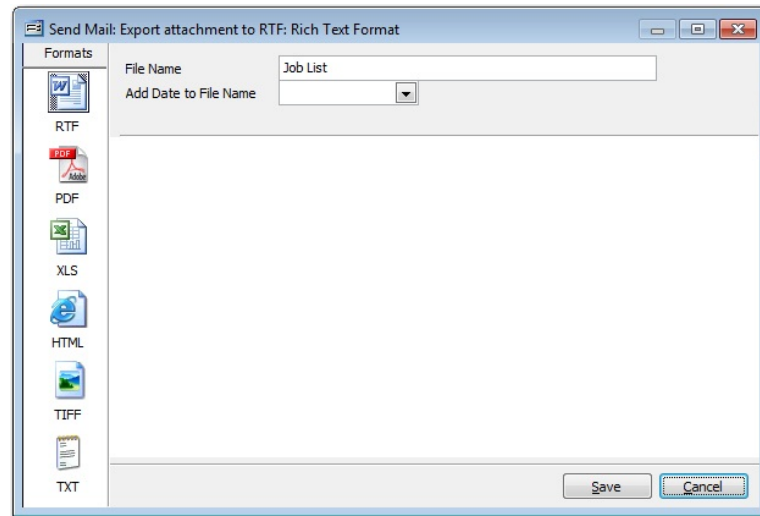 Send Mail: Export attachment to RTF: Rich Text Format
Formats
File Name
Job List
Add Date to File Name
RTF
PDF
Adobe
PDF
XLS
HTML
TIFF
TXT
Save
Cancel